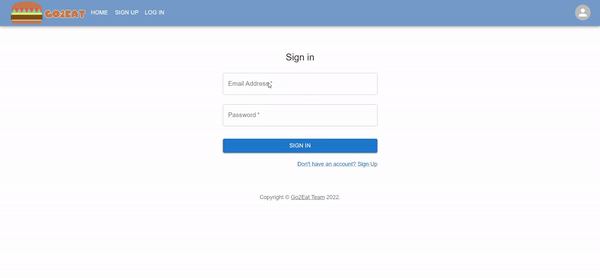 GO2EAT HOME SIGN UP LOG IN
Sign in
Email Address *
Password *
SIGN IN
Don't have an account? Sign Up
Copyright © Go2Eat Team 2022.